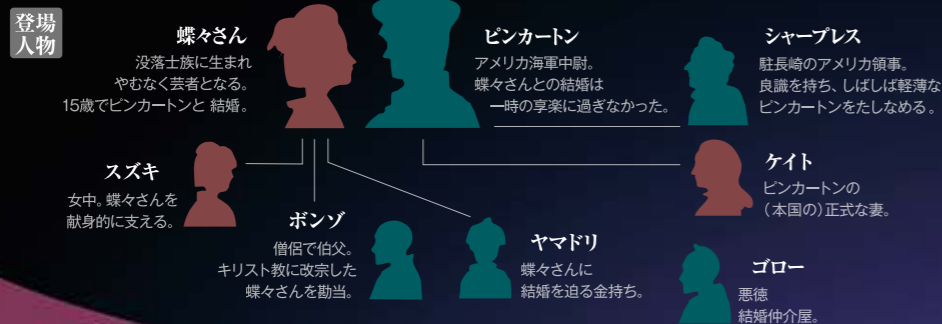 登場
人物
蝶々さん
没落士族に生まれ
やむなく芸者となる。
15歳でピンカートンと 結婚。
ピンカートン
アメリカ海軍中尉。
蝶々さんとの結婚は
一時の享楽に過ぎなかった。
シャープレス
駐長崎のアメリカ領事。
良識を持ち、しばしば軽薄な
ピンカートンをたしなめる。
スズキ
女中。蝶々さんを
献身的に支える。
ボンゾ
僧侶で伯父。
キリスト教に改宗した
蝶々さんを勘当。
ヤマドリ
蝶々さんに
結婚を迫る金持ち。
ケイト
ピンカートンの
（本国の）正式な妻。
ゴロー
悪徳
結婚仲介屋。